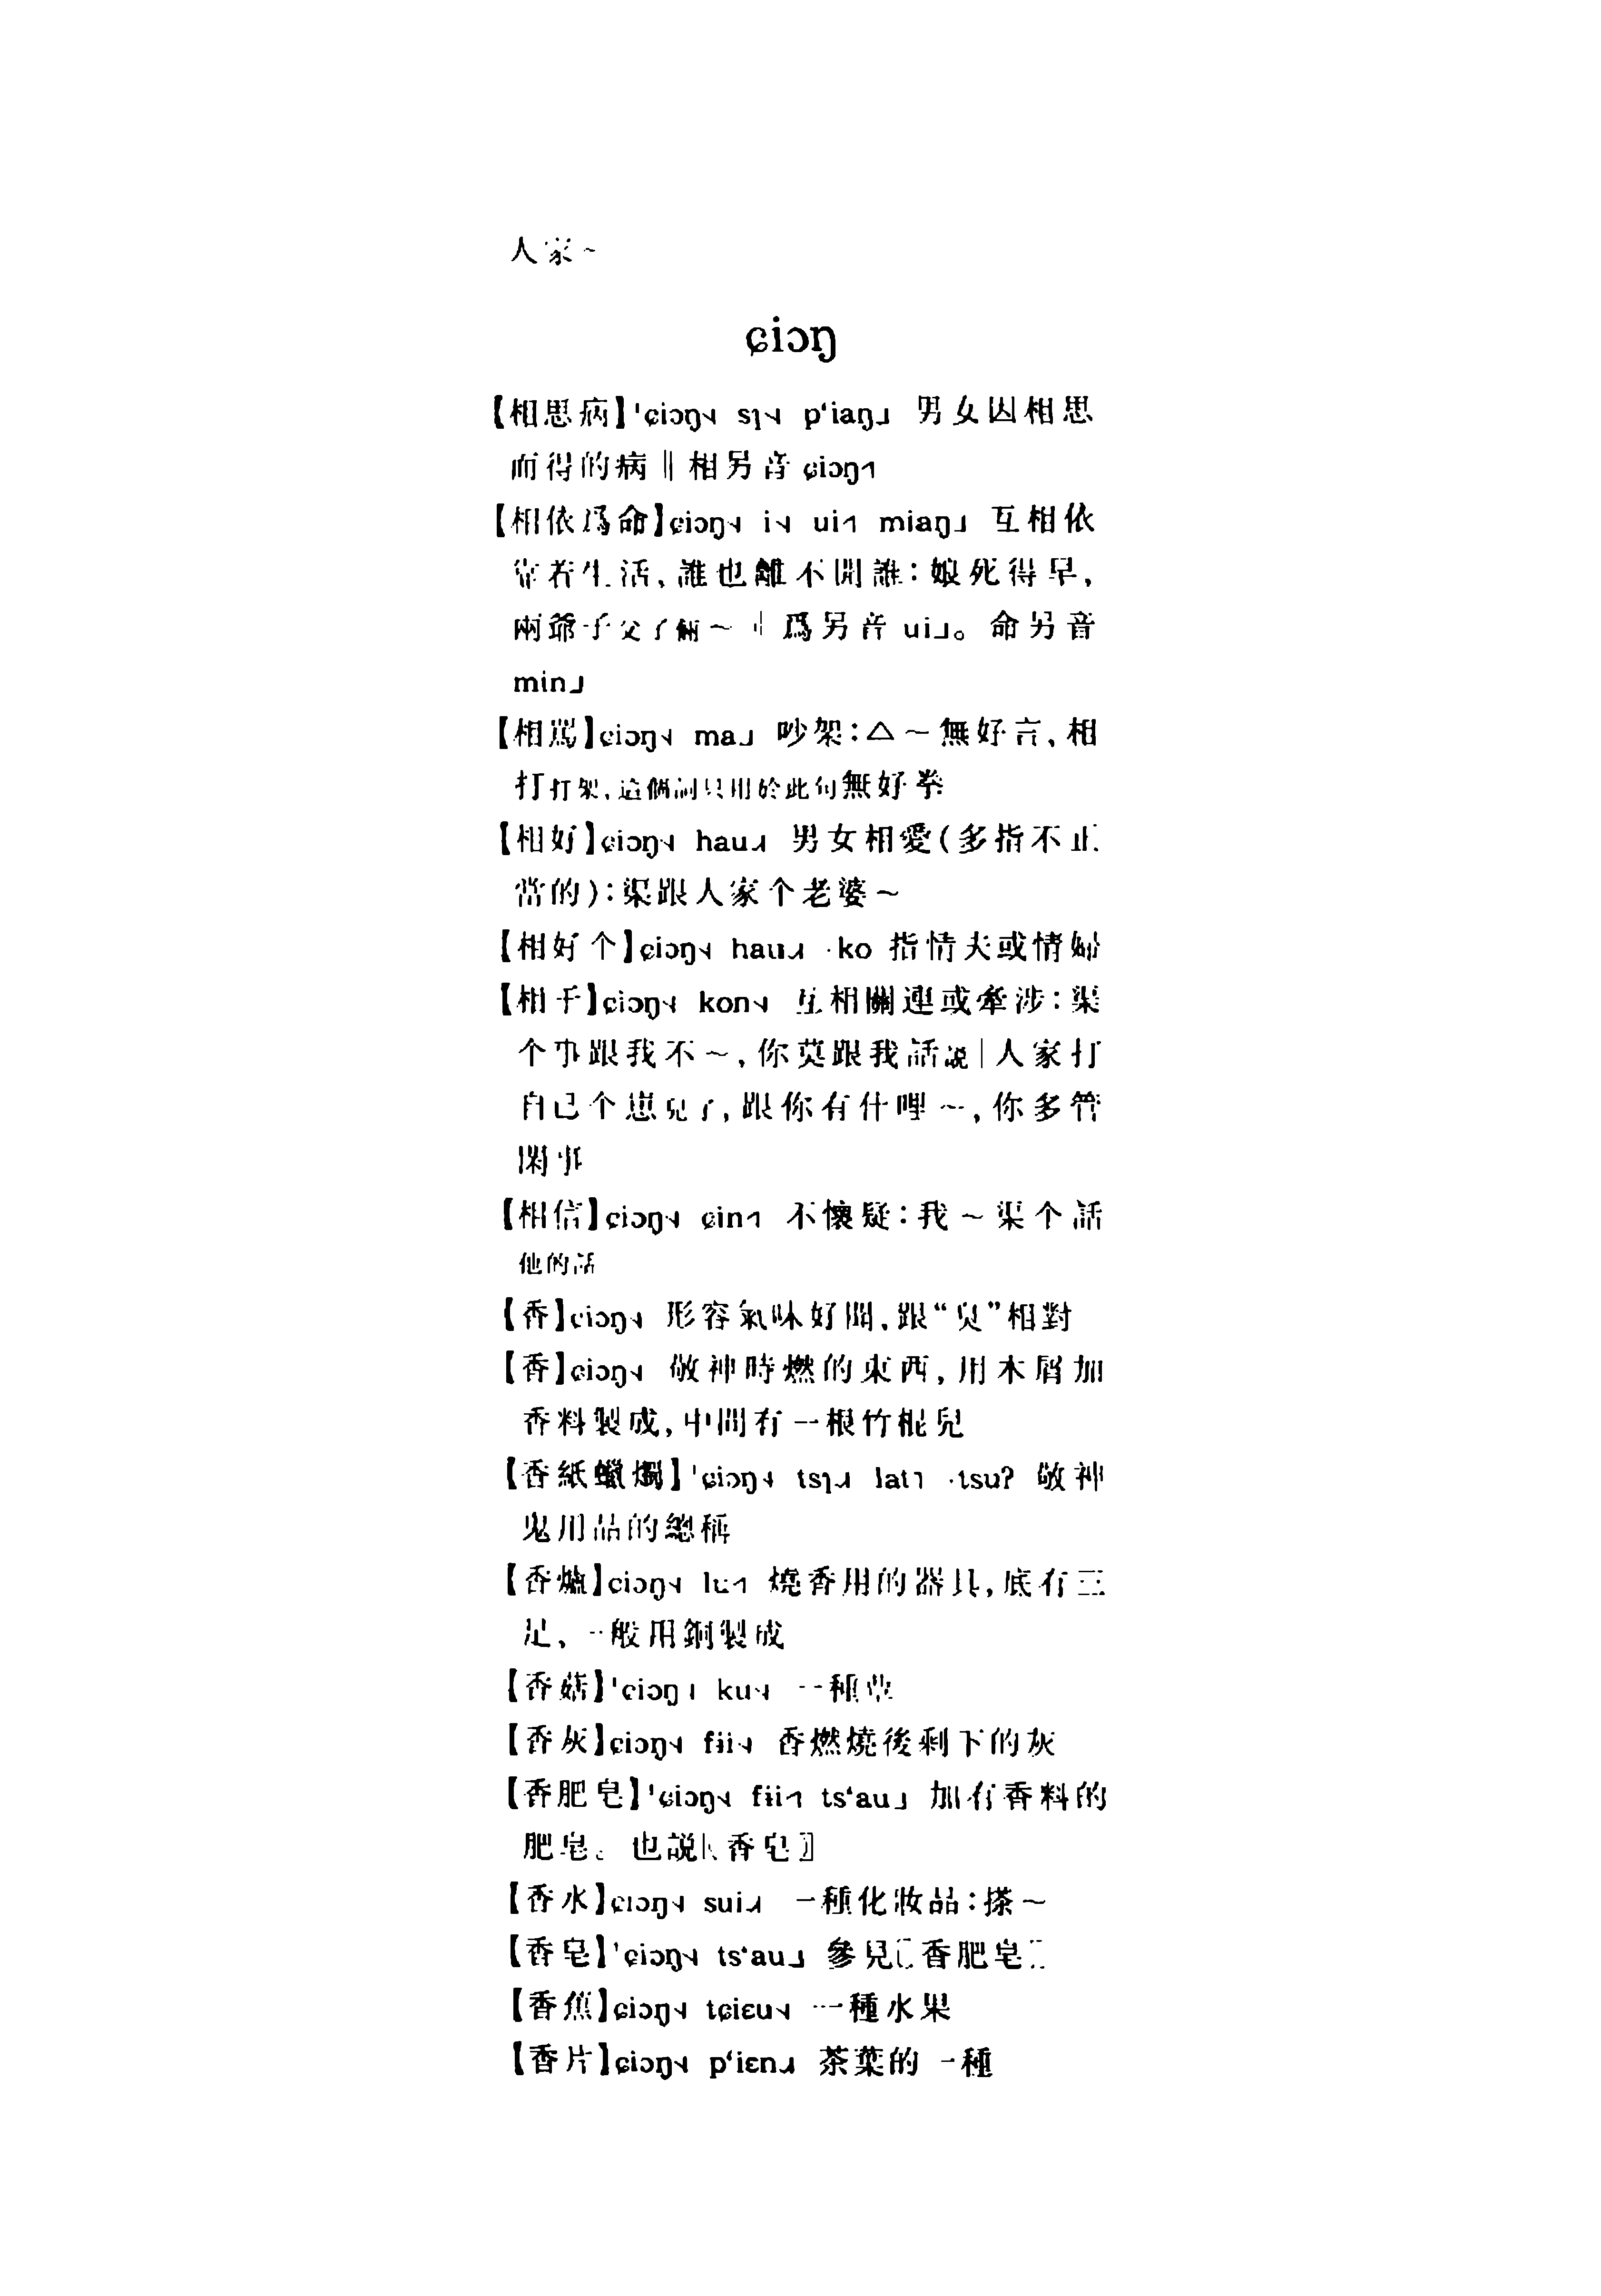 人家～
ɕiɔŋ
【相思病】'ɕiɔŋ˧˨ sɿ˧˨ p‘iaŋ˩ 男女因相思
而得的病‖相另音ɕiɔŋ˦˥
【相依爲命】ɕiɔŋ˧˨ i˧˨ ui˦˥ miaŋ˩ 互相依
靠着生活，誰也離不開誰：娘死得早，
兩爺子父子倆～‖爲另音ui˩。命另音
min˩
【相駡】ɕiɔŋ˧˨ ma˩ 吵架：△～無好言，相
打打架，這個詞只用於此句無好拳
【相好】ɕiɔŋ˧˨ hau˨˩˧ 男女相愛(多指不正
當的)：渠跟人家个老婆～
【相好个】ɕiɔŋ˧˨ hau˨˩˧ ·ko 指情夫或情婦
【相干】ɕiɔŋ˧˨ kon˧˨ 互相關連或牽涉：渠
个事跟我不～，你莫跟我話說｜人家打
自己个崽兒子，跟你有什哩～，你多管
閑事
【相信】ɕiɔŋ˧˨ ɕin˦˥ 不懷疑：我～渠个話
他的話
【香】ɕiɔŋ˧˨ 形容氣味好聞，跟“臭”相對
【香】ɕiɔŋ˧˨ 敬神時燃的東西，用木屑加
香料製成，中間有一根竹棍兒
【香紙蠟燭】'ɕiɔŋ˧˨ tsɿ˨˩˧ lat˥ ·tsuʔ 敬神
鬼用品的總稱
【香爐】ɕiɔŋ˧˨ lu˦˥ 燒香用的器具，底有三
足，一般用銅製成
【香菇】'ɕiɔŋ˧˨ ku˧˨ 一種蕈
【香灰】ɕiɔŋ˧˨ fɨi˧˨ 香燃燒後剩下的灰
【香肥皂】'ɕiɔŋ˧˨ fɨi˦˥ ts‘au˩ 加有香料的
肥皂。也説〖香皂〗
【香水】ɕiɔŋ˧˨ sui˨˩˧ 一種化妝品：搽～
【香皂】'ɕiɔŋ˧˨ ts‘au˩ 參見〖香肥皂〗
【香蕉】ɕiɔŋ˧˨ tɕiɛu˧˨ 一種水果
【香片】ɕiɔŋ˧˨ p‘iɛn˨˩˧ 茶葉的一種